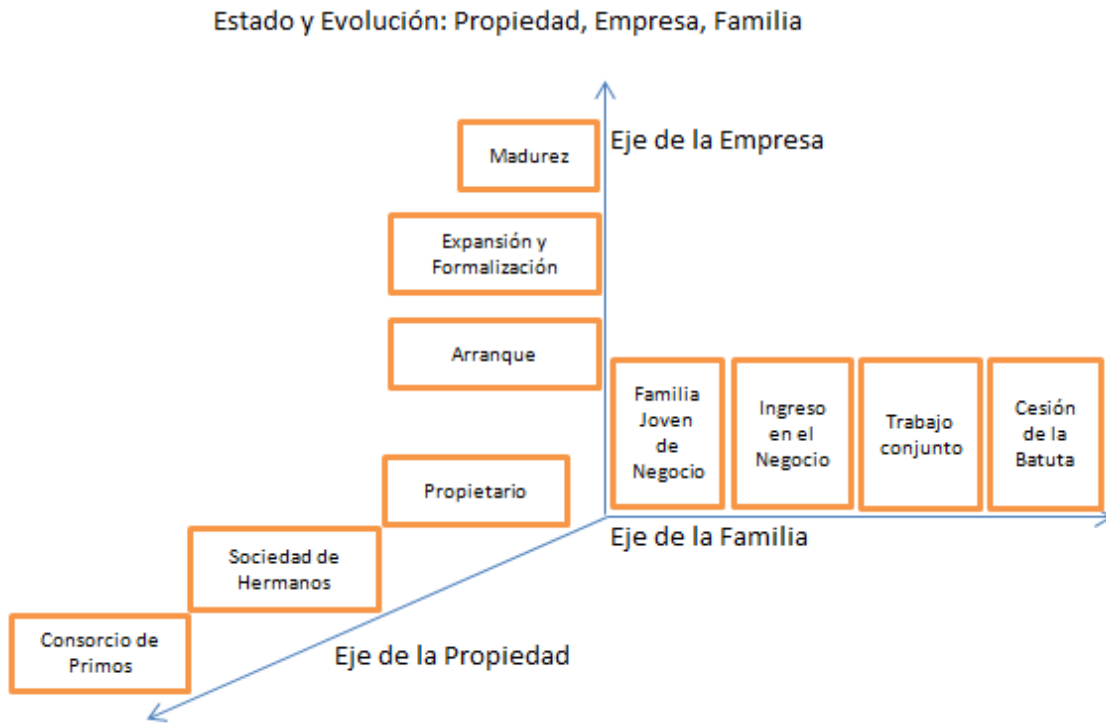 Estado y Evolución: Propiedad, Empresa, Familia
Eje de la Empresa
Madurez
Expansión y
Formalización
Arranque
Familia
Joven
de
Negocio
Ingreso
en el
Negocio
Trabajo
conjunto
Cesión
de la
Batuta
Eje de la Familia
Propietario
Sociedad de
Hermanos
Consorcio de
Primos
Eje de la Propiedad